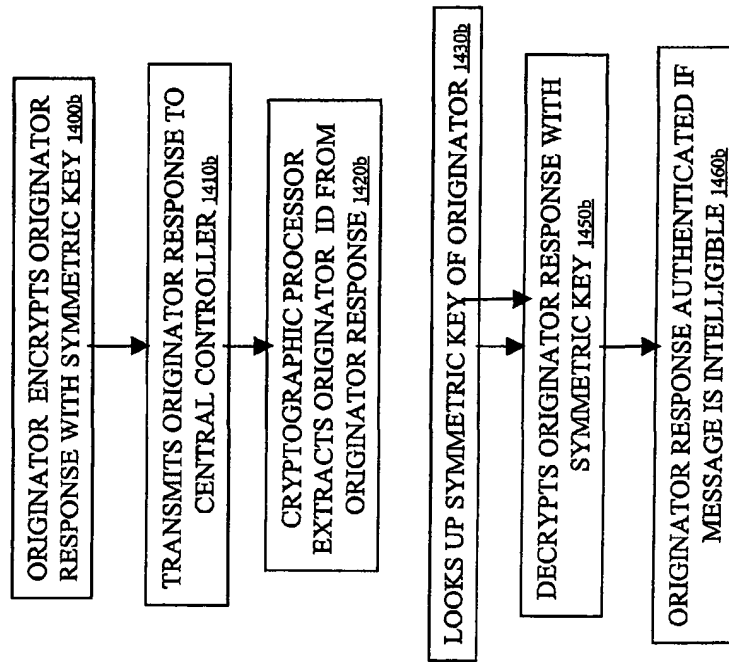 ORIGINATOR ENCRYPTS ORIGINATOR
RESPONSE WITH SYMMETRIC KEY 1400b
TRANSMITS ORIGINATOR RESPONSE TO
CENTRAL CONTROLLER 1410b
CRYPTOGRAPHIC PROCESSOR
EXTRACTS ORIGINATOR ID FROM
ORIGINATOR RESPONSE 1420b
LOOKS UP SYMMETRIC KEY OF ORIGINATOR 1430b
DECRYPTS ORIGINATOR RESPONSE WITH
SYMMETRIC KEY 1450b
ORIGINATOR RESPONSE AUTHENTICATED IF
MESSAGE IS INTELLIGIBLE 1460b